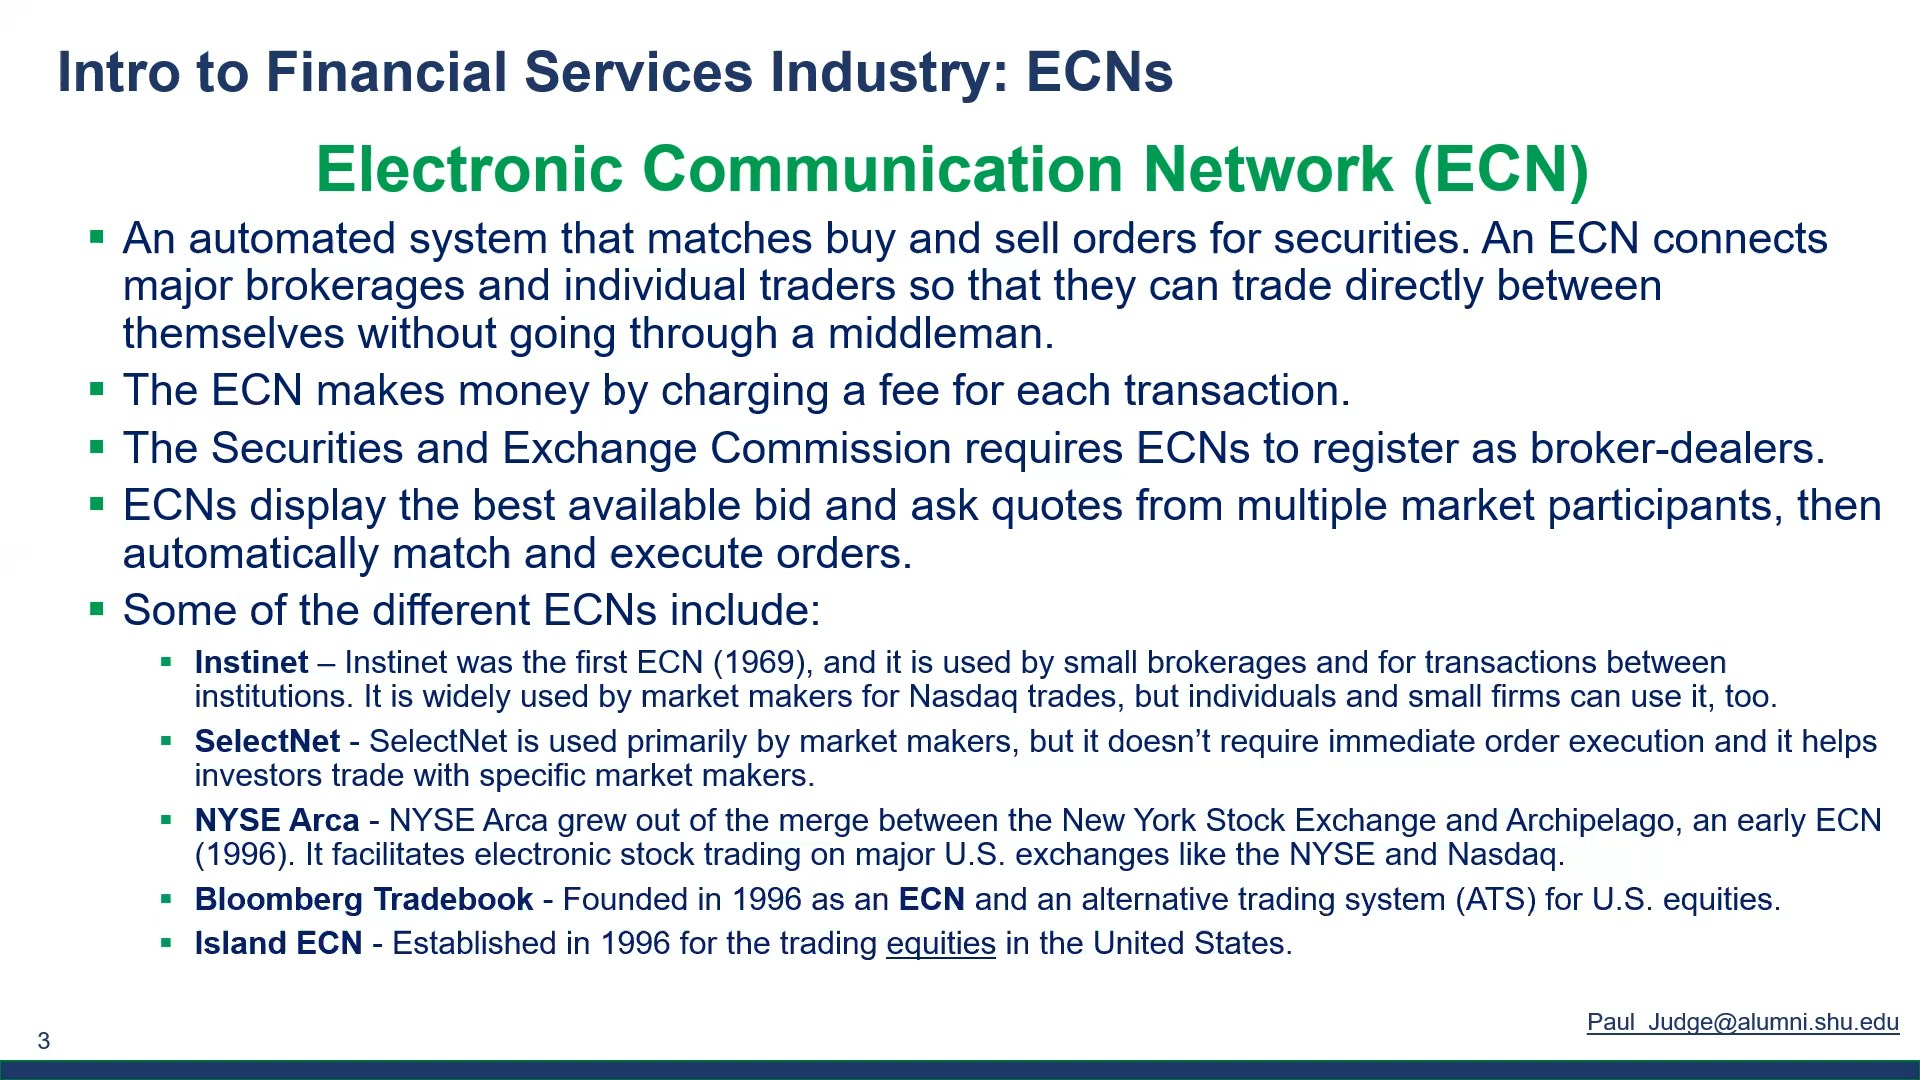 Intro to Financial Services Industry: ECNs
Electronic Communication Network (ECN)
▪ An automated system that matches buy and sell orders for securities. An ECN connects
major brokerages and individual traders so that they can trade directly between
themselves without going through a middleman.
▪ The ECN makes money by charging a fee for each transaction.
▪ The Securities and Exchange Commission requires ECNs to register as broker-dealers.
▪ ECNs display the best available bid and ask quotes from multiple market participants, then
automatically match and execute orders.
▪ Some of the different ECNs include:
▪ Instinet – Instinet was the first ECN (1969), and it is used by small brokerages and for transactions between
institutions. It is widely used by market makers for Nasdaq trades, but individuals and small firms can use it, too.
▪ SelectNet - SelectNet is used primarily by market makers, but it doesn’t require immediate order execution and it helps
investors trade with specific market makers.
▪ NYSE Arca - NYSE Arca grew out of the merge between the New York Stock Exchange and Archipelago, an early ECN
(1996). It facilitates electronic stock trading on major U.S. exchanges like the NYSE and Nasdaq.
▪ Bloomberg Tradebook - Founded in 1996 as an ECN and an alternative trading system (ATS) for U.S. equities.
▪ Island ECN - Established in 1996 for the trading equities in the United States.
Paul_Judge@alumni.shu.edu
3